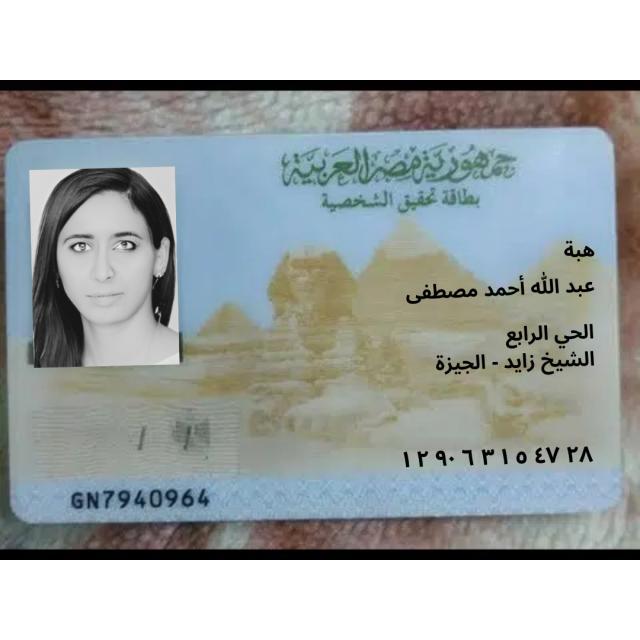 جمهورية مصر العربية
بطاقة تحقيق الشخصية
هبة
عبد الله أحمد مصطفى
الحي الرابع
الشيخ زايد - الجيزة
١٢٩٠٦٣١٥٤٧٢٨
GN7940964